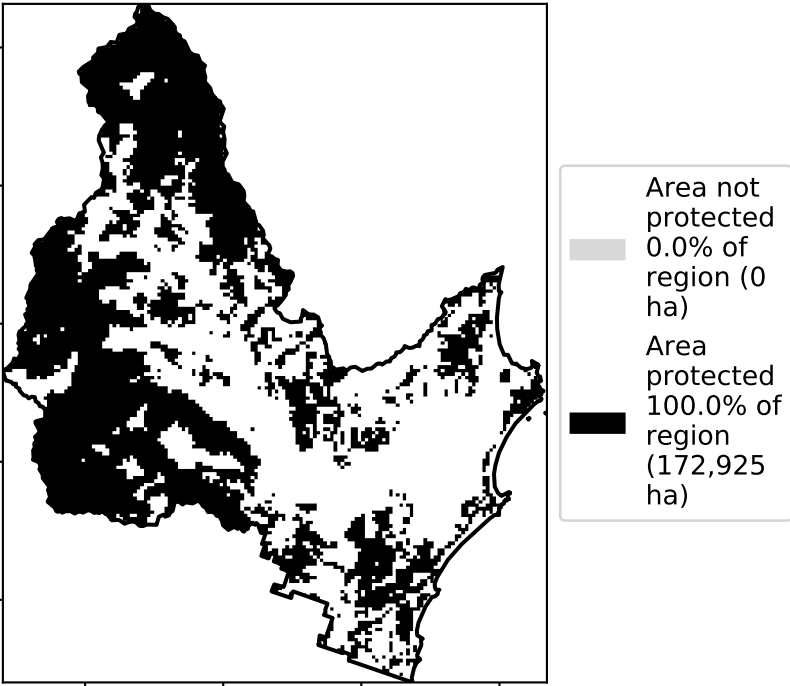 Area not
protected
0.0% of
region (0
ha)
Area
protected
100.0% of
region
(172,925
ha)